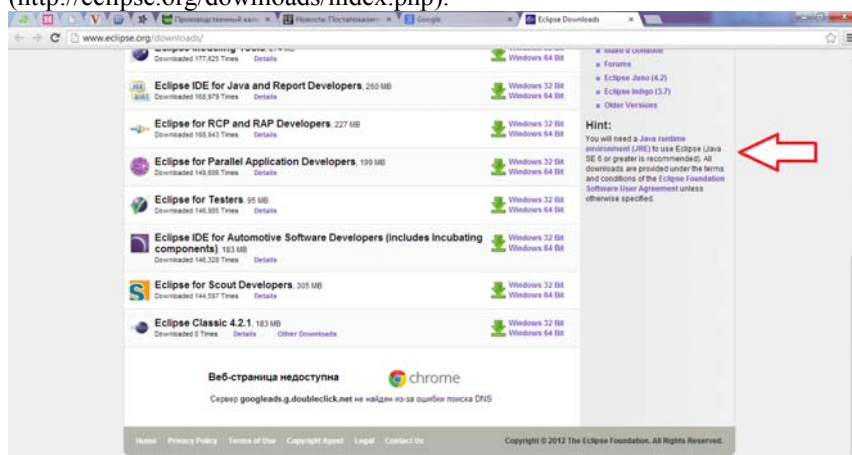 (http://eclipse.org/downloads/index.php).
Производственный кале
Новости: Постапокалип
Google
Eclipse Downloads
www.eclipse.org/downloads/
Downloaded 177,625 Times Details
Windows 64 Bit
Eclipse IDE for Java and Report Developers, 260 MB
Downloaded 168,979 Times Details
Windows 32 Bit
Windows 64 Bit
Eclipse for RCP and RAP Developers, 227 MB
Downloaded 168,943 Times Details
Windows 32 Bit
Windows 64 Bit
Eclipse for Parallel Application Developers, 199 MB
Downloaded 149,698 Times Details
Windows 32 Bit
Windows 64 Bit
Eclipse for Testers, 95 MB
Downloaded 146,985 Times Details
Windows 32 Bit
Windows 64 Bit
Eclipse IDE for Automotive Software Developers (includes Incubating
components), 183 MB
Downloaded 146,328 Times Details
Windows 32 Bit
Windows 64 Bit
Eclipse for Scout Developers, 305 MB
Downloaded 144,597 Times Details
Windows 32 Bit
Windows 64 Bit
Eclipse Classic 4.2.1, 183 MB
Downloaded 0 Times Details Other Downloads
Windows 32 Bit
Windows 64 Bit
Make a Donation
Forums
Eclipse Juno (4.2)
Eclipse Indigo (3.7)
Older Versions
Hint:
You will need a Java runtime
environment (JRE) to use Eclipse (Java
SE 6 or greater is recommended). All
downloads are provided under the terms
and conditions of the Eclipse Foundation
Software User Agreement unless
otherwise specified.
Веб-страница недоступна
chrome
Сервер googleads.g.doubleclick.net не найден из-за ошибки поиска DNS
Home Privacy Policy Terms of Use Copyright Agent Legal Contact Us
Copyright © 2012 The Eclipse Foundation. All Rights Reserved.